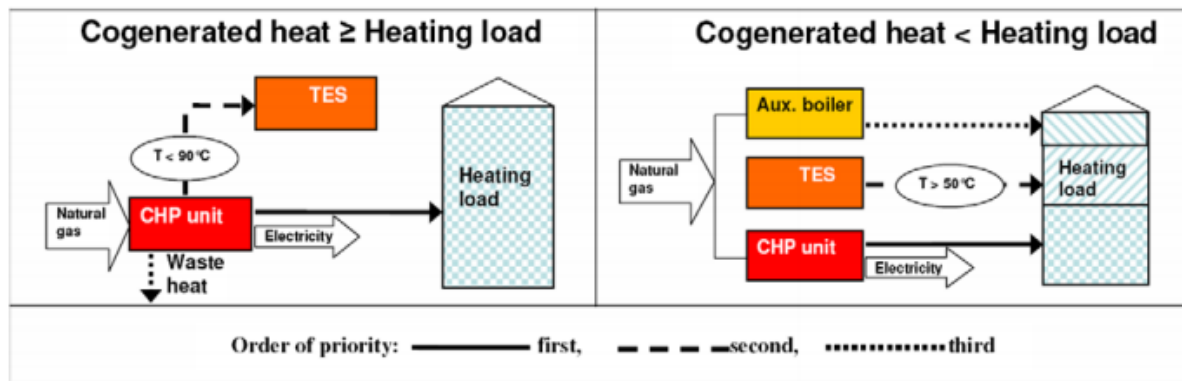 Cogenerated heat ≥ Heating load
TES
T < 90°C
Natural
gas
CHP unit
Electricity
Waste
heat
Heating
load
Cogenerated heat < Heating load
Aux. boiler
Natural
gas
TES
T > 50°C
CHP unit
Electricity
Heating
load
Order of priority: first, second, third